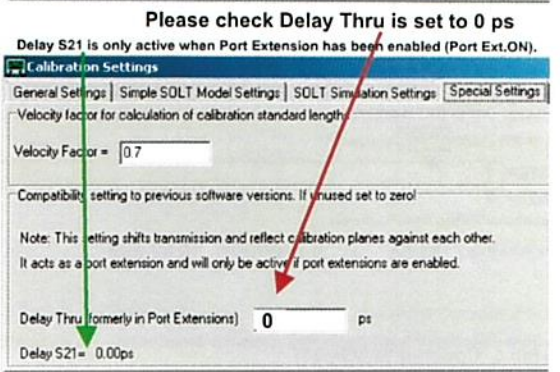 Please check Delay Thru is set to 0 ps
Delay S21 is only active when Port Extension has been enabled (Port Ext.ON).
Calibration Settings
General Settings Simple SOLT Model Settings SOLT Simulation Settings Special Settings
Velocity factor for calculation of calibration standard lengths
Velocity Factor = 0.7
Compatibility setting to previous software versions. If unused set to zero!
Note: This setting shifts transmission and reflect calibration planes against each other.
It acts as a port extension and will only be active if port extensions are enabled.
Delay Thru (formerly in Port Extensions) 0 ps
Delay S21= 0.00ps